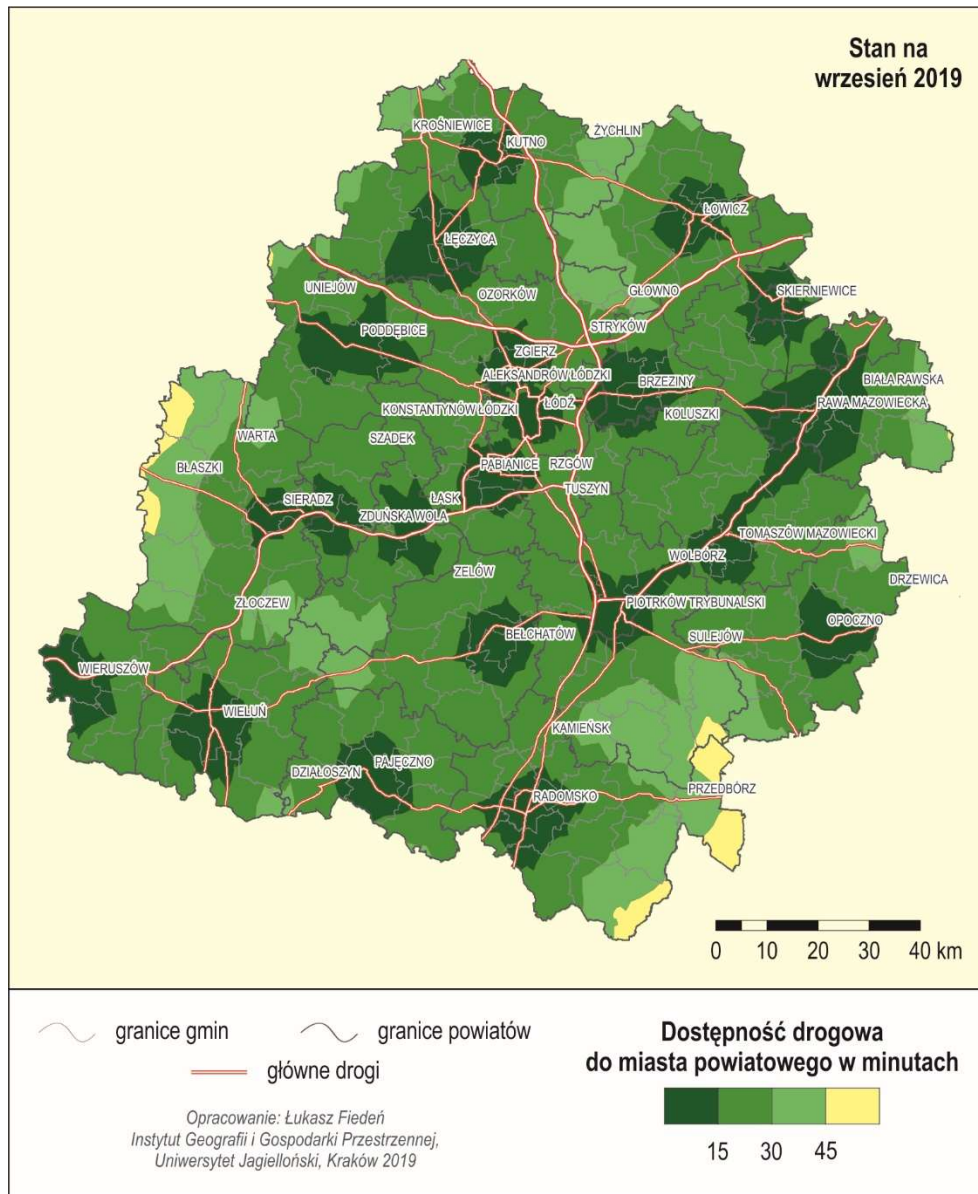 Stan na
wrzesień 2019
KROŚNIEWICE
KUTNO
ŻYCHLIN
ŁOWICZ
ŁĘCZYCA
UNIEJÓW
OZORKÓW
GŁOWNO
SKIERNIEWICE
STRYKÓW
PODDĘBICE
ZGIERZ
ALEKSANDRÓW ŁÓDZKI
BRZEZINY
BIAŁA RAWSKA
KONSTANTYNÓW ŁÓDZKI
ŁÓDŹ
KOLUSZKI
RAWA MAZOWIECKA
WARTA
SZADEK
BŁASZKI
PABIANICE
RZGÓW
SIERADZ
ŁASK
TUSZYN
ZDUŃSKA WOLA
TOMASZÓW MAZOWIECKI
WOLBÓRZ
ZELÓW
DRZEWICA
ZŁOCZEW
PIOTRKÓW TRYBUNALSKI
OPOCZNO
BEŁCHATÓW
SULEJÓW
WIERUSZÓW
WIELUŃ
KAMIEŃSK
PAJĘCZNO
DZIAŁOSZYN
PRZEDBÓRZ
RADOMSKO
0 10 20 30 40 km
granice gmin
granice powiatów
główne drogi
Opracowanie: Łukasz Fiedeń
Instytut Geografii i Gospodarki Przestrzennej,
Uniwersytet Jagielloński, Kraków 2019
Dostępność drogowa
do miasta powiatowego w minutach
15 30 45